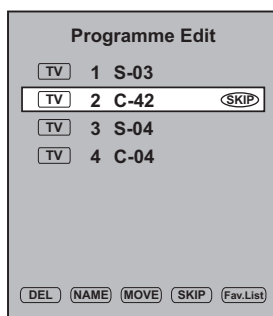 Programme Edit
TV 1 S-03
TV 2 C-42 SKIP
TV 3 S-04
TV 4 C-04
DEL NAME MOVE SKIP Fav.List